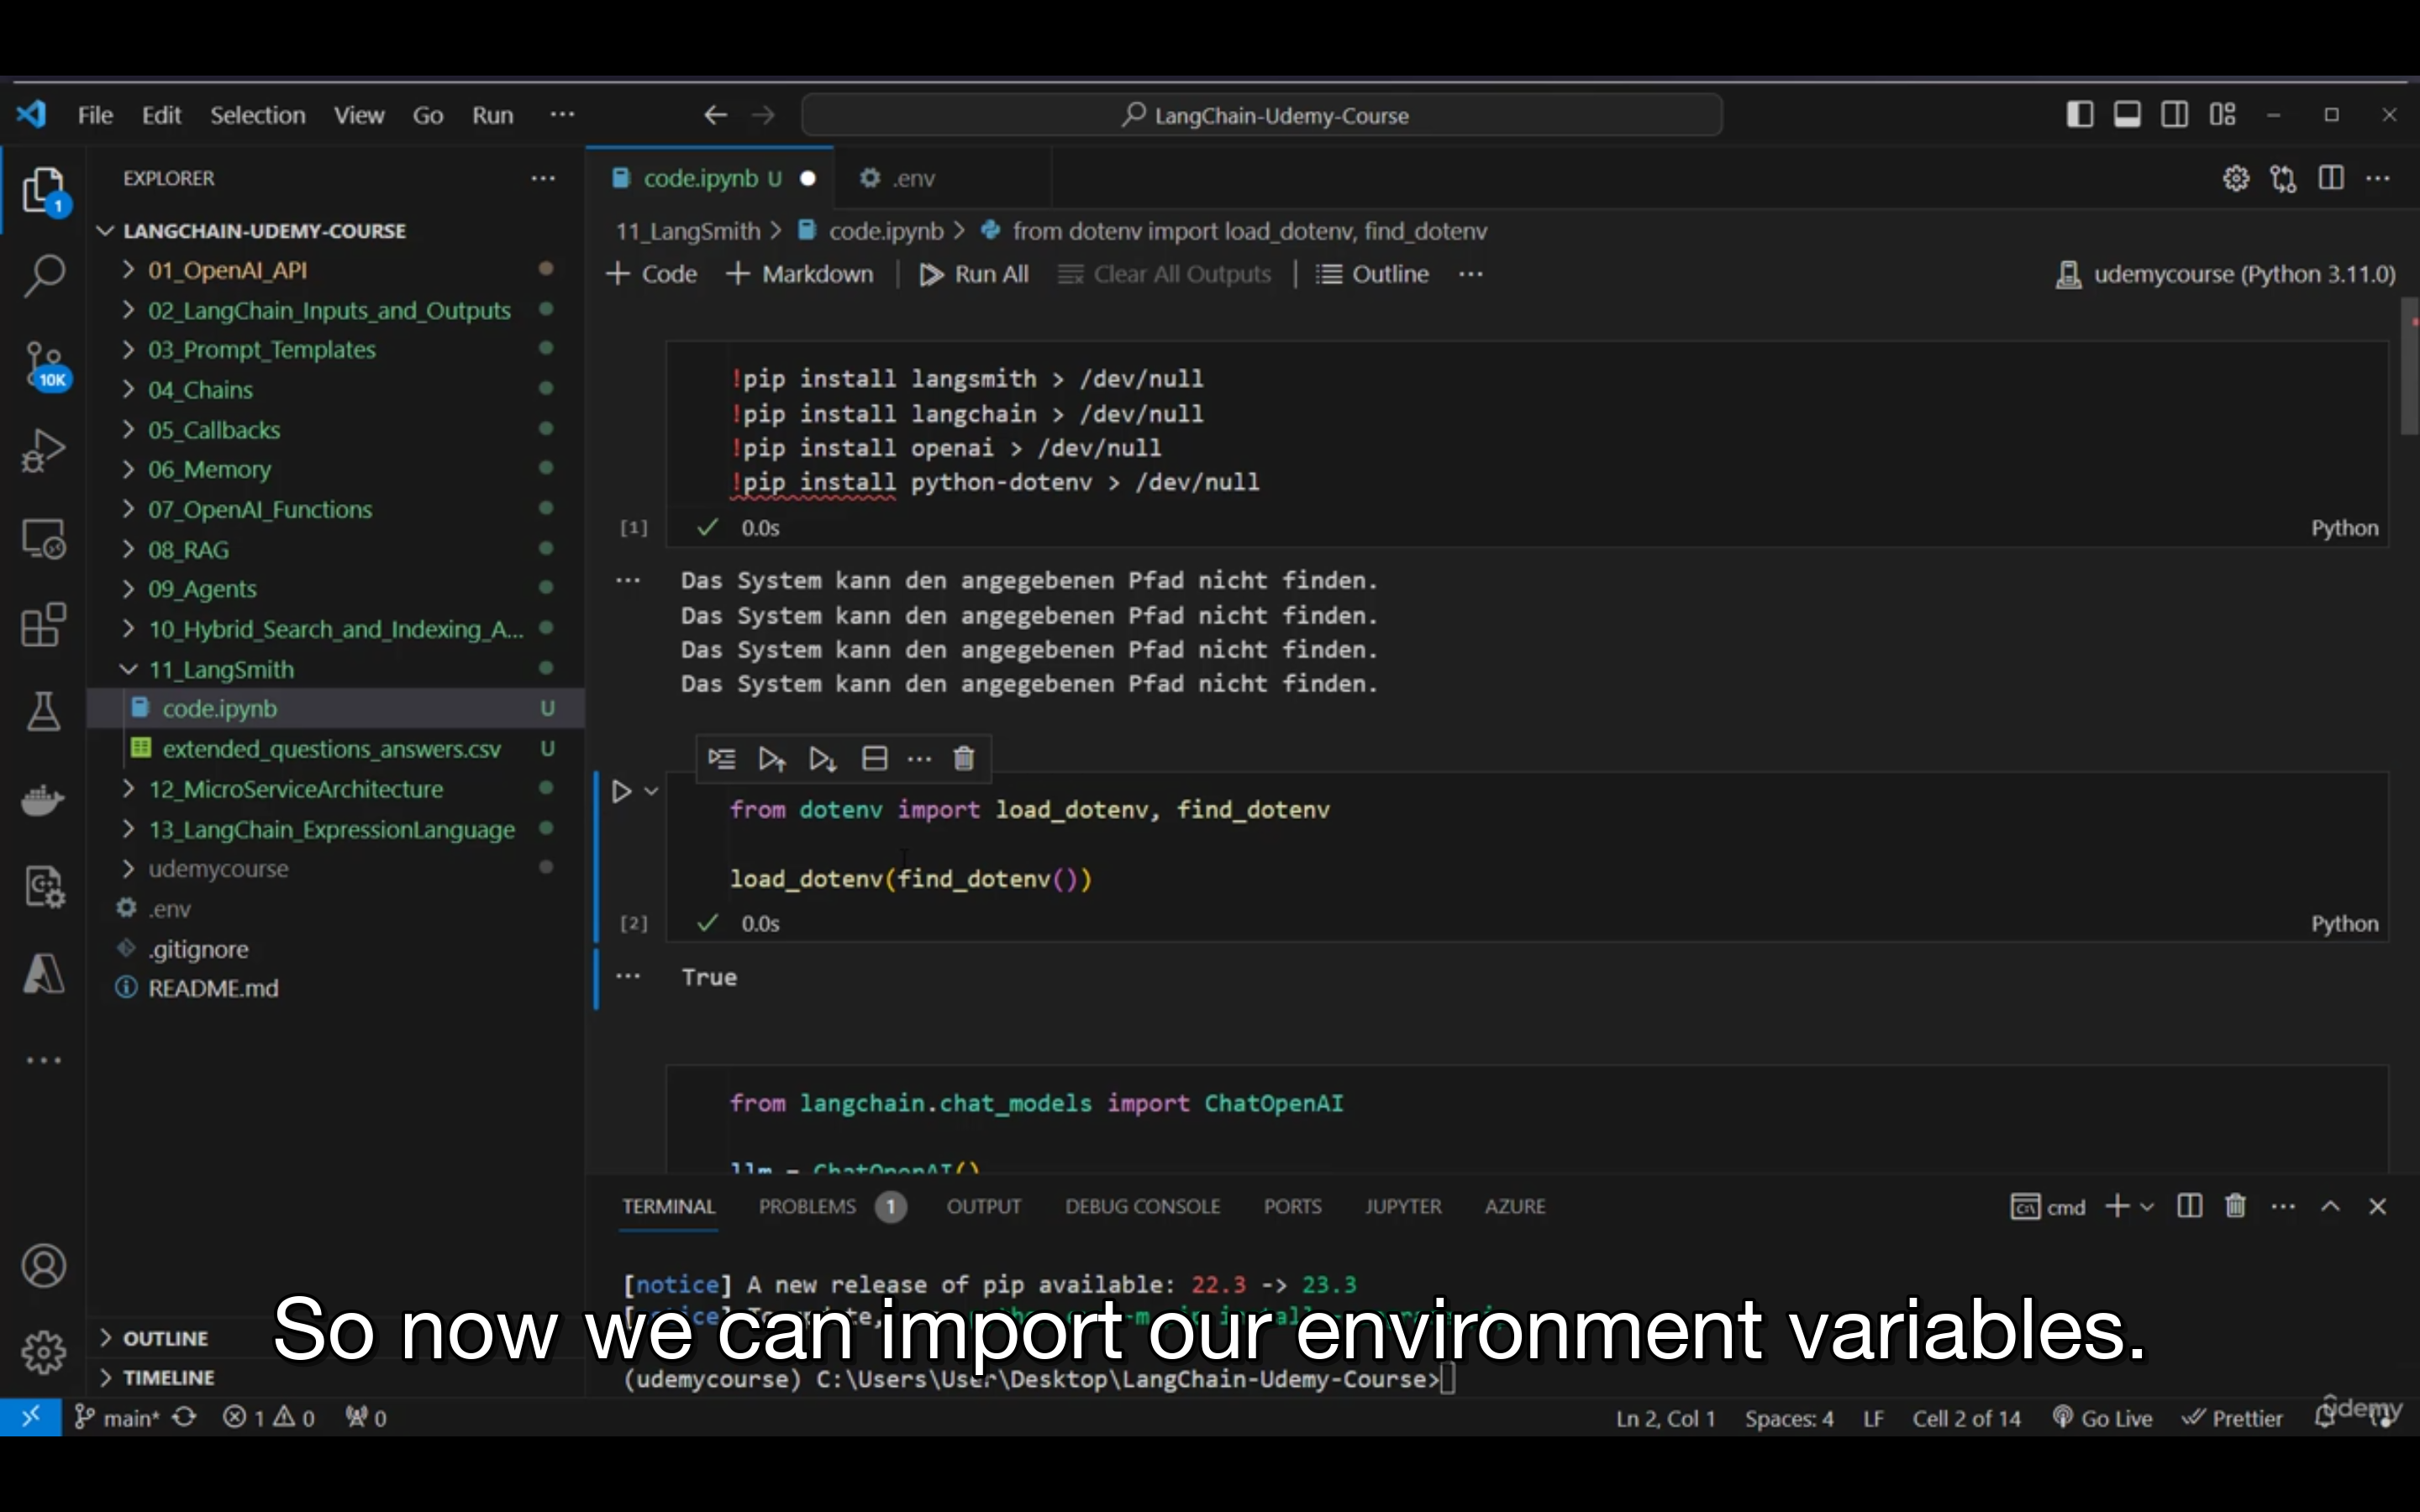 File Edit Selection View Go Run ···
LangChain-Udemy-Course
EXPLORER
1
LANGCHAIN-UDEMY-COURSE
01_OpenAI_API
02_LangChain_Inputs_and_Outputs
03_Prompt_Templates
10K
04_Chains
05_Callbacks
06_Memory
07_OpenAI_Functions
08_RAG
09_Agents
10_Hybrid_Search_and_Indexing_A...
11_LangSmith
code.ipynb U
extended_questions_answers.csv U
12_MicroServiceArchitecture
13_LangChain_ExpressionLanguage
udemycourse
.env
.gitignore
README.md
OUTLINE
TIMELINE
code.ipynb U
.env
11_LangSmith > code.ipynb > from dotenv import load_dotenv, find_dotenv
+ Code + Markdown | Run All Clear All Outputs | Outline ···
udemycourse (Python 3.11.0)
!pip install langsmith > /dev/null
!pip install langchain > /dev/null
!pip install openai > /dev/null
!pip install python-dotenv > /dev/null
[1] ✓ 0.0s Python
Das System kann den angegebenen Pfad nicht finden.
Das System kann den angegebenen Pfad nicht finden.
Das System kann den angegebenen Pfad nicht finden.
Das System kann den angegebenen Pfad nicht finden.
from dotenv import load_dotenv, find_dotenv
load_dotenv(find_dotenv())
[2] ✓ 0.0s Python
True
from langchain.chat_models import ChatOpenAI
llm = ChatOpenAI()
TERMINAL PROBLEMS 1 OUTPUT DEBUG CONSOLE PORTS JUPYTER AZURE
cmd
[notice] A new release of pip available: 22.3 -> 23.3
So now we can import our environment variables.
(udemycourse) C:\Users\User\Desktop\LangChain-Udemy-Course>
main* 1 0 0
Ln 2, Col 1 Spaces: 4 LF Cell 2 of 14 Go Live Prettier
udemy